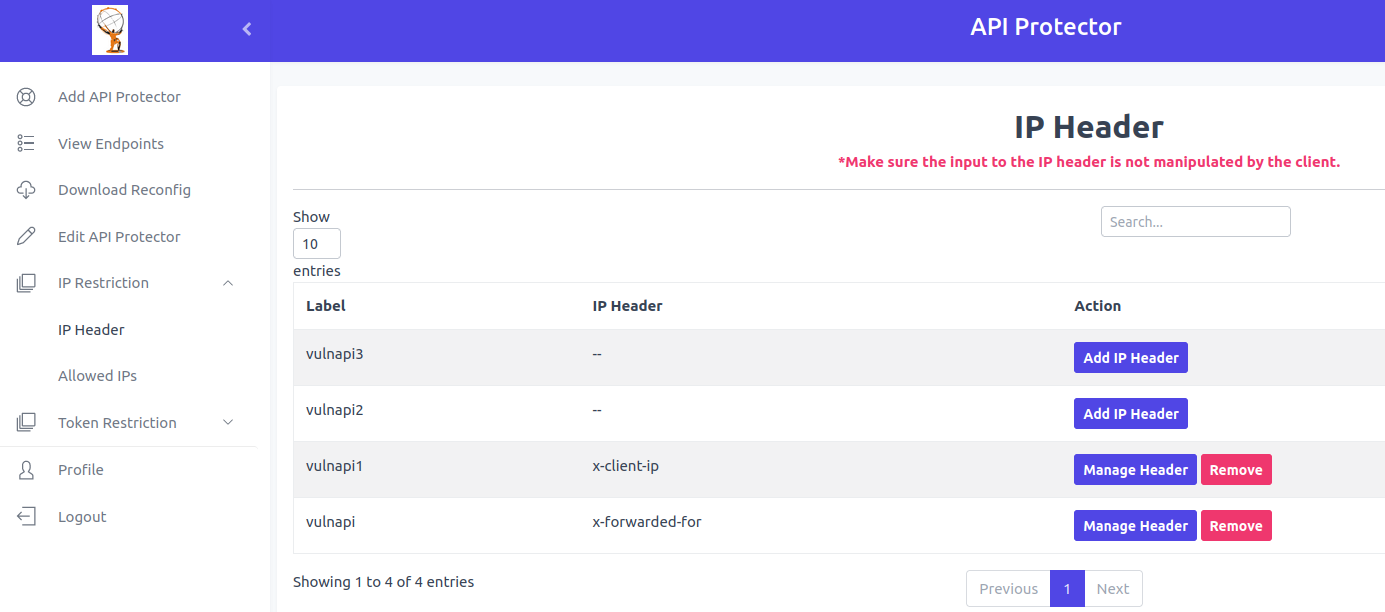 API Protector
Add API Protector
View Endpoints
Download Reconfig
Edit API Protector
IP Restriction
IP Header
Allowed IPs
Token Restriction
Profile
Logout
IP Header
*Make sure the input to the IP header is not manipulated by the client.
Show
10
entries
Search...
Label IP Header Action
vulnapi3 -- Add IP Header
vulnapi2 -- Add IP Header
vulnapi1 x-client-ip Manage Header Remove
vulnapi x-forwarded-for Manage Header Remove
Showing 1 to 4 of 4 entries Previous 1 Next